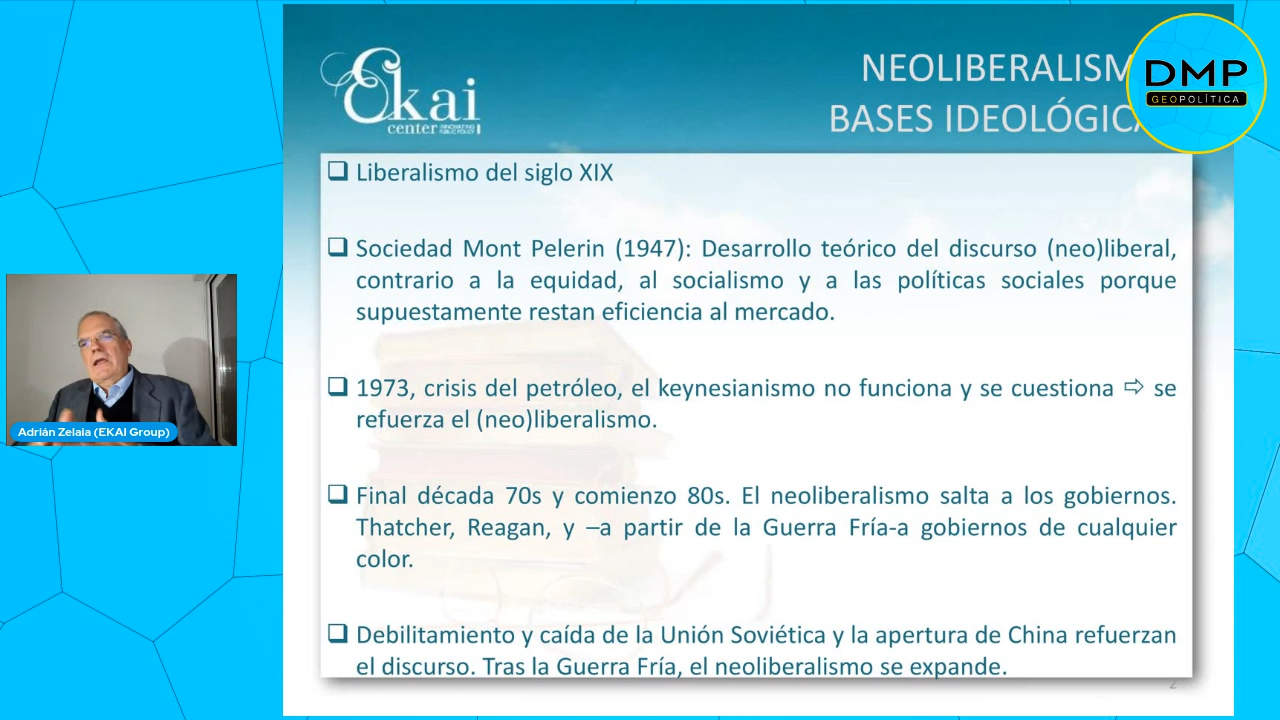 Ekai
center INNOVATING
PUBLIC POLICY
NEOLIBERALISM
BASES IDEOLÓGICA
DMP
GEOPOLÍTICA
❑ Liberalismo del siglo XIX
❑ Sociedad Mont Pelerin (1947): Desarrollo teórico del discurso (neo)liberal,
contrario a la equidad, al socialismo y a las políticas sociales porque
supuestamente restan eficiencia al mercado.
❑ 1973, crisis del petróleo, el keynesianismo no funciona y se cuestiona ⇨ se
refuerza el (neo)liberalismo.
❑ Final década 70s y comienzo 80s. El neoliberalismo salta a los gobiernos.
Thatcher, Reagan, y –a partir de la Guerra Fría-a gobiernos de cualquier
color.
❑ Debilitamiento y caída de la Unión Soviética y la apertura de China refuerzan
el discurso. Tras la Guerra Fría, el neoliberalismo se expande.
Adrián Zelaia (EKAI Group)